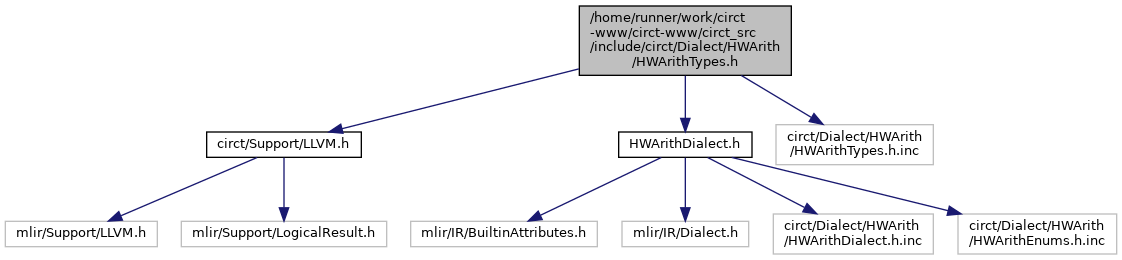 /home/runner/work/circt
-www/circt-www/circt_src
/include/circt/Dialect/HWArith
/HWArithTypes.h
circt/Support/LLVM.h
HWArithDialect.h
circt/Dialect/HWArith
/HWArithTypes.h.inc
mlir/Support/LLVM.h
mlir/Support/LogicalResult.h
mlir/IR/BuiltinAttributes.h
mlir/IR/Dialect.h
circt/Dialect/HWArith
/HWArithDialect.h.inc
circt/Dialect/HWArith
/HWArithEnums.h.inc